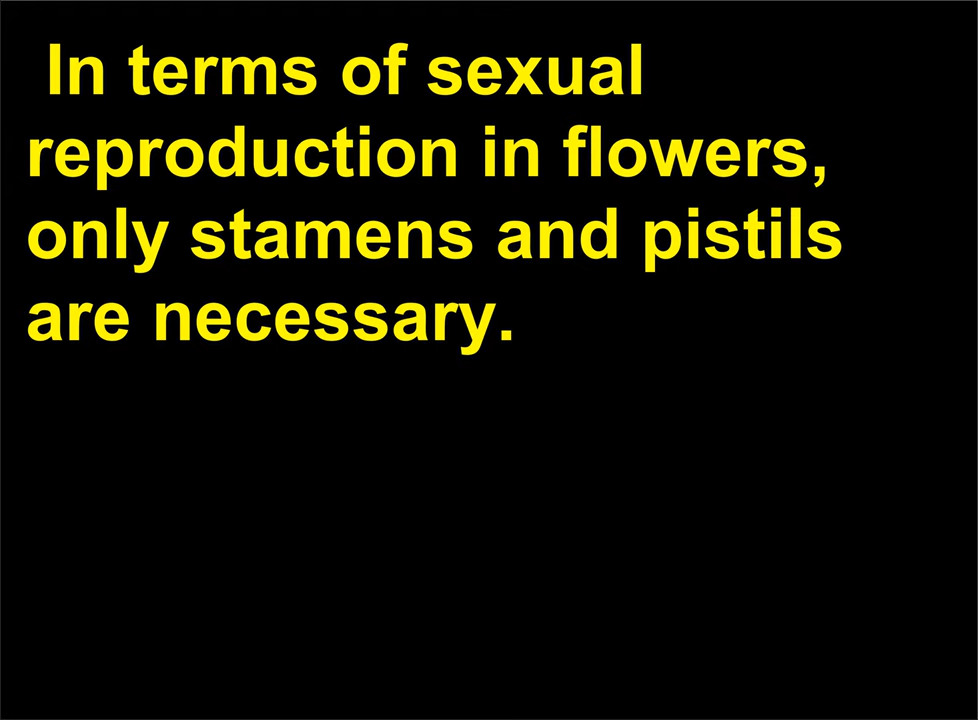 In terms of sexual
reproduction in flowers,
only stamens and pistils
are necessary.